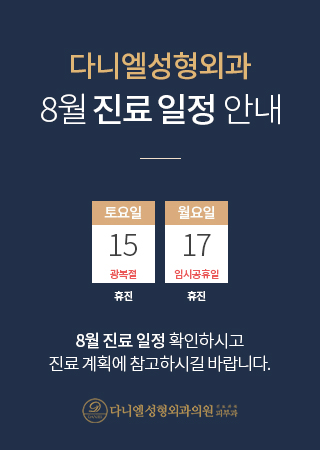 다니엘성형외과
8월 진료 일정 안내
토요일 월요일
15 17
광복절 임시공휴일
휴진 휴진
8월 진료 일정 확인하시고
진료 계획에 참고하시길 바랍니다.
다니엘성형외과의원 피부과